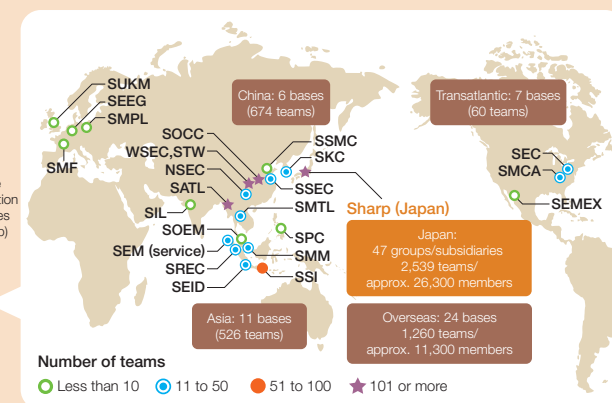 SUKM
SEEG
SMPL
SMF
China: 6 bases
(674 teams)
Transatlantic: 7 bases
(60 teams)
SOCC
WSEC,STW
NSEC
SATL
SIL
SSMC
SKC
SSEC
SMTL
SEC
SMCA
SEMEX
tion
es
o)
SOEM
SEM (service)
SREC
SEID
SPC
SMM
SSI
Sharp (Japan)
Japan:
47 groups/subsidiaries
2,539 teams/
approx. 26,300 members
Asia: 11 bases
(526 teams)
Overseas: 24 bases
1,260 teams/
approx. 11,300 members
Number of teams
Less than 10
11 to 50
51 to 100
101 or more